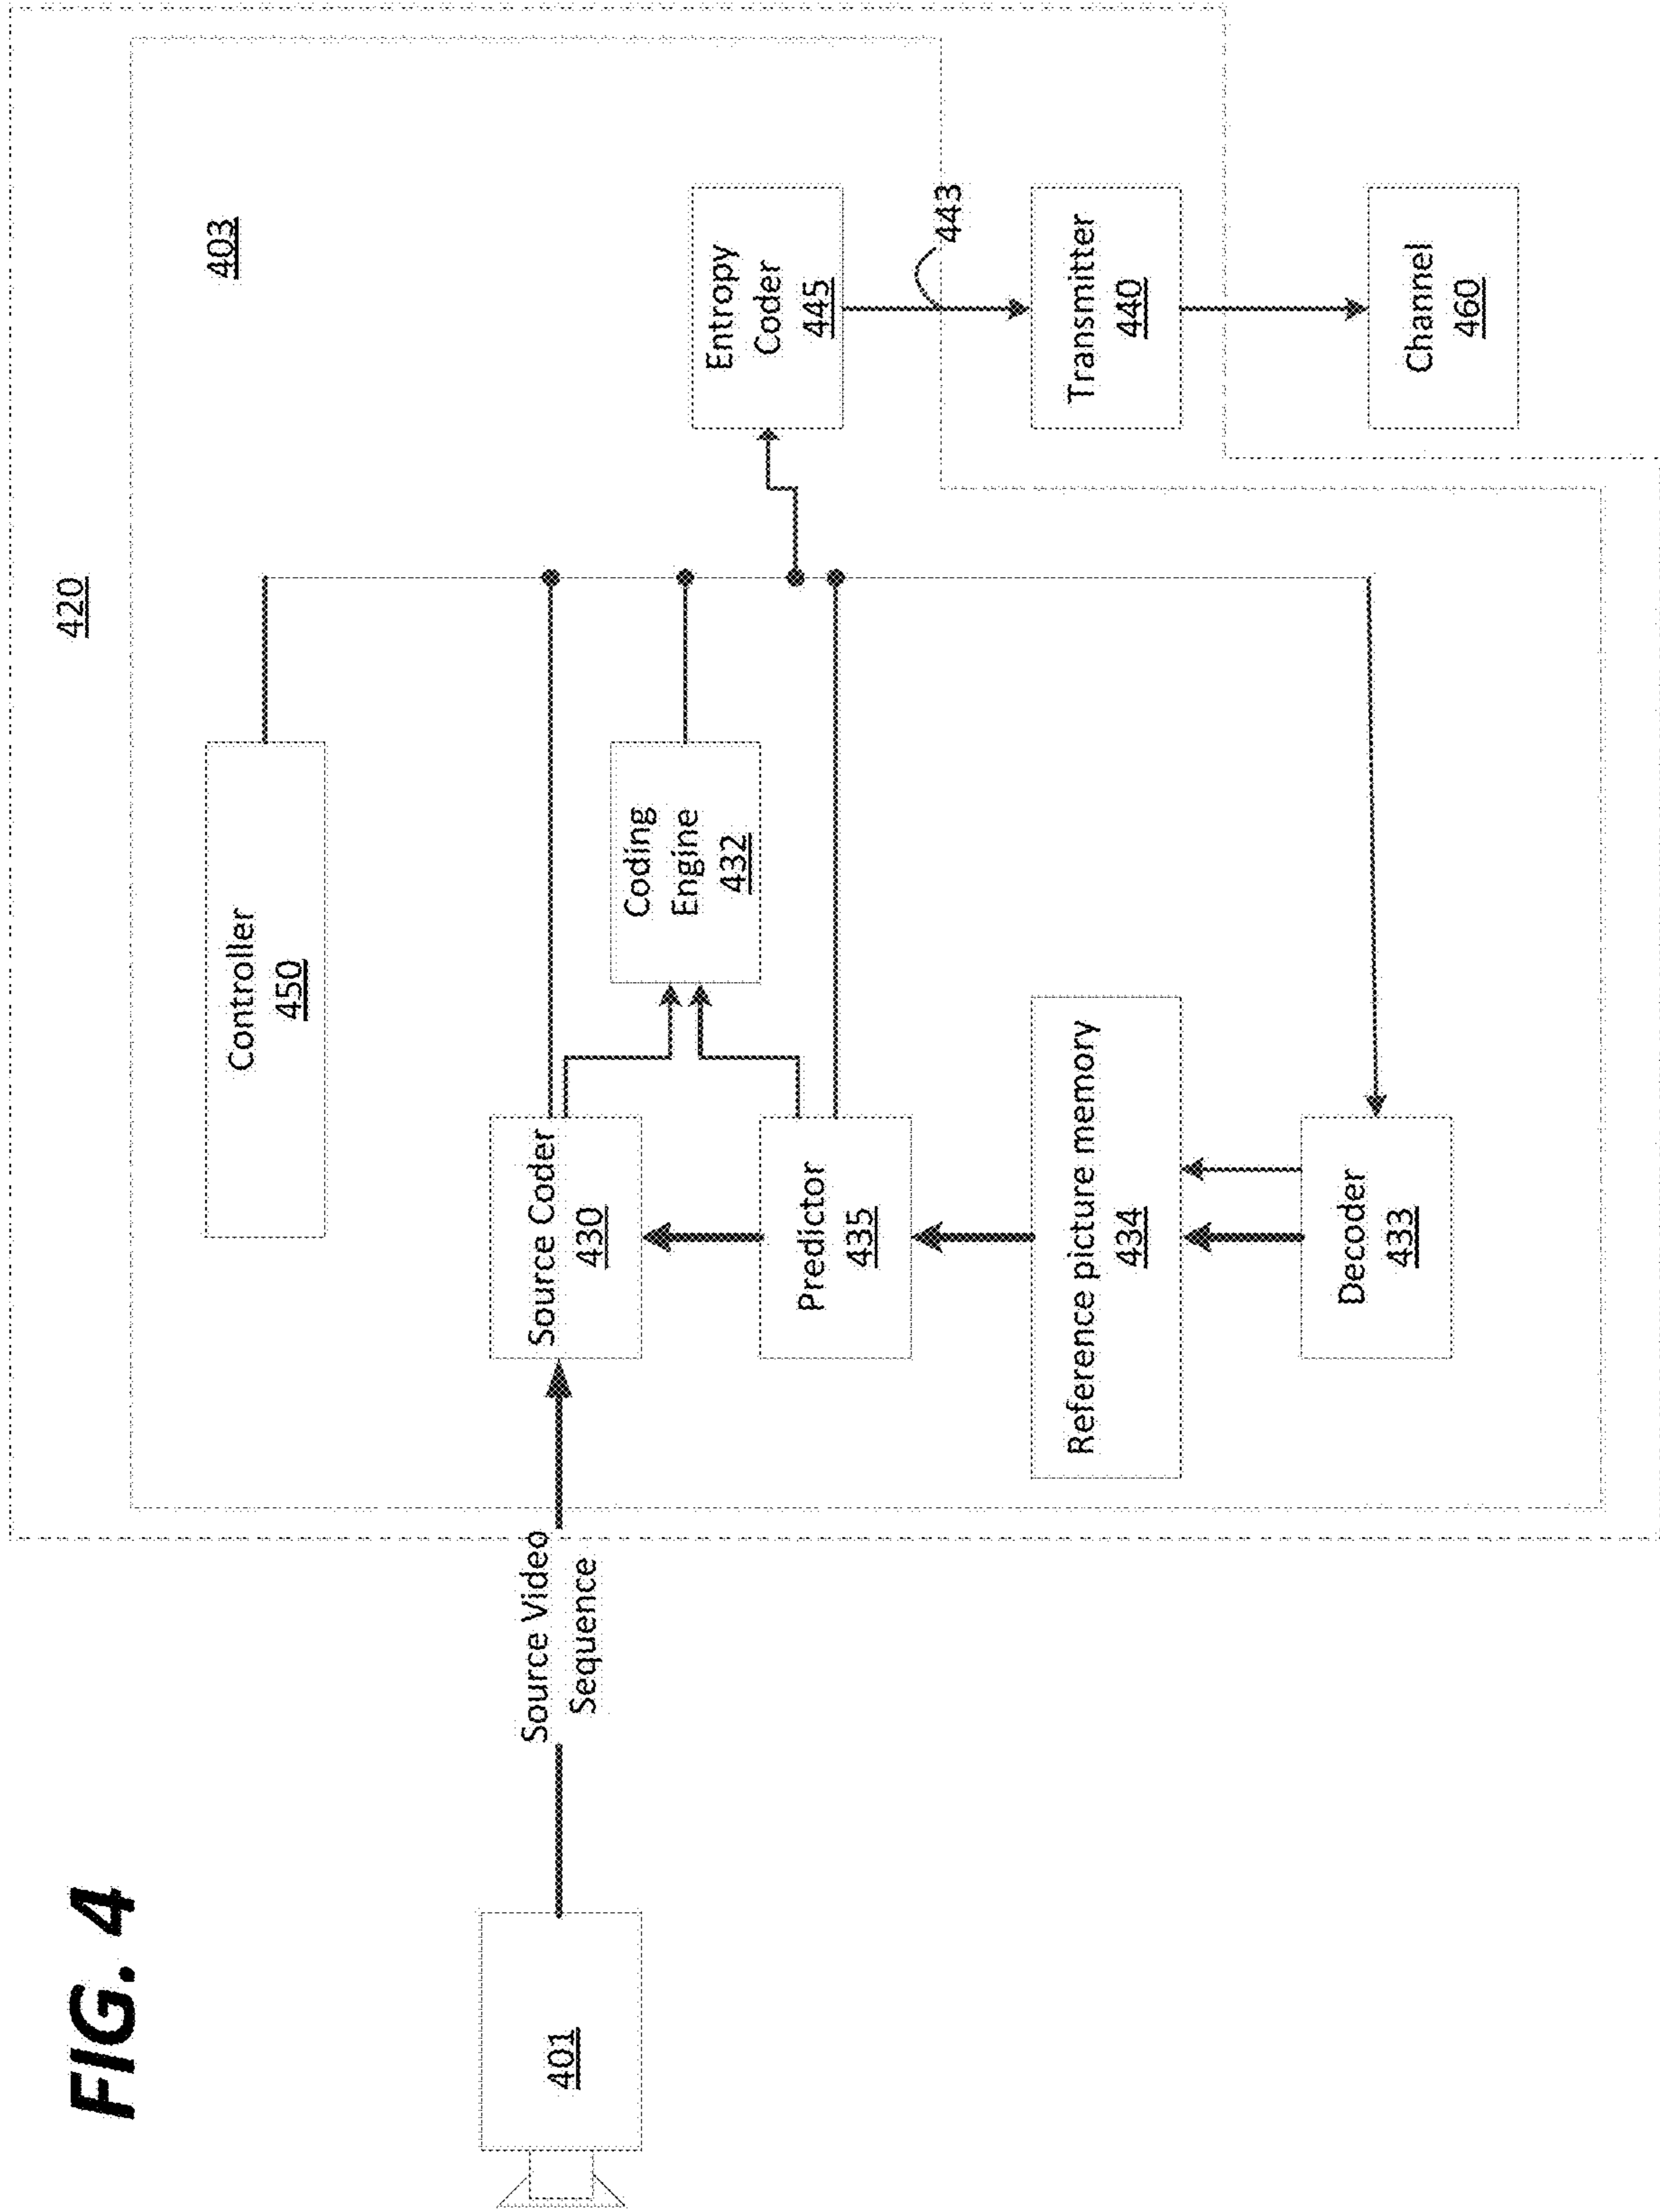 FIG. 4
420
403
401
Source Video
Sequence
Controller
450
Source Coder
430
Coding
Engine
432
Predictor
435
Reference picture memory
434
Decoder
433
Entropy
Coder
445
443
Transmitter
440
Channel
460